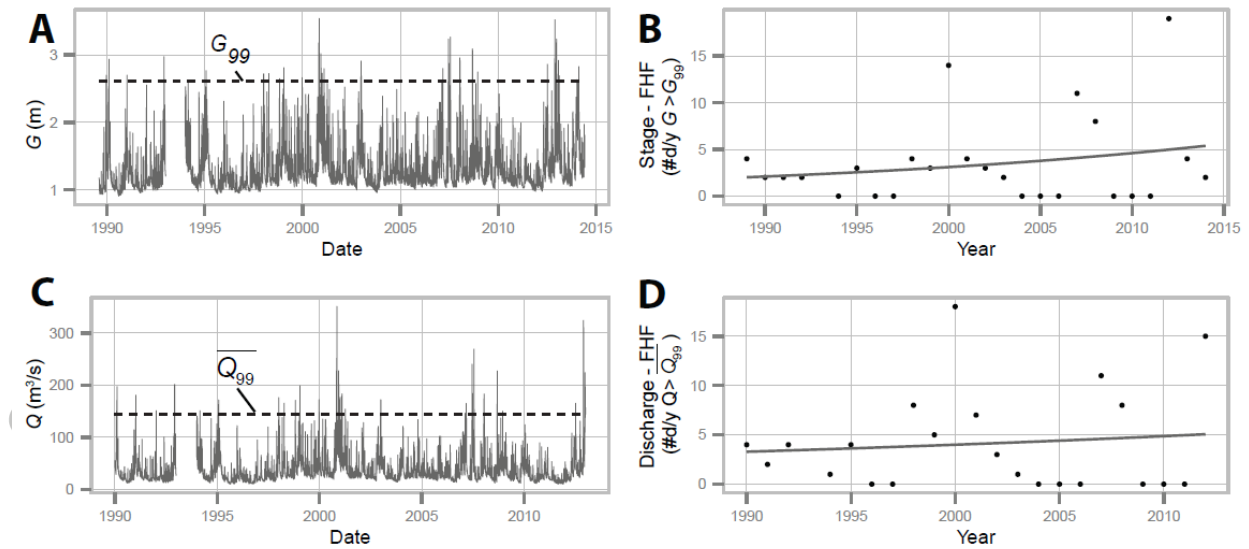 A
G99
3
2
1
G (m)
1990 1995 2000 2005 2010 2015
Date
B
15
10
5
0
Stage - FHF
(#d/y G > G99)
1990 1995 2000 2005 2010 2015
Year
C
Q99
300
200
100
0
Q (m³/s)
1990 1995 2000 2005 2010
Date
D
15
10
5
0
Discharge - FHF
(#d/y Q> Q99)
1990 1995 2000 2005 2010
Year